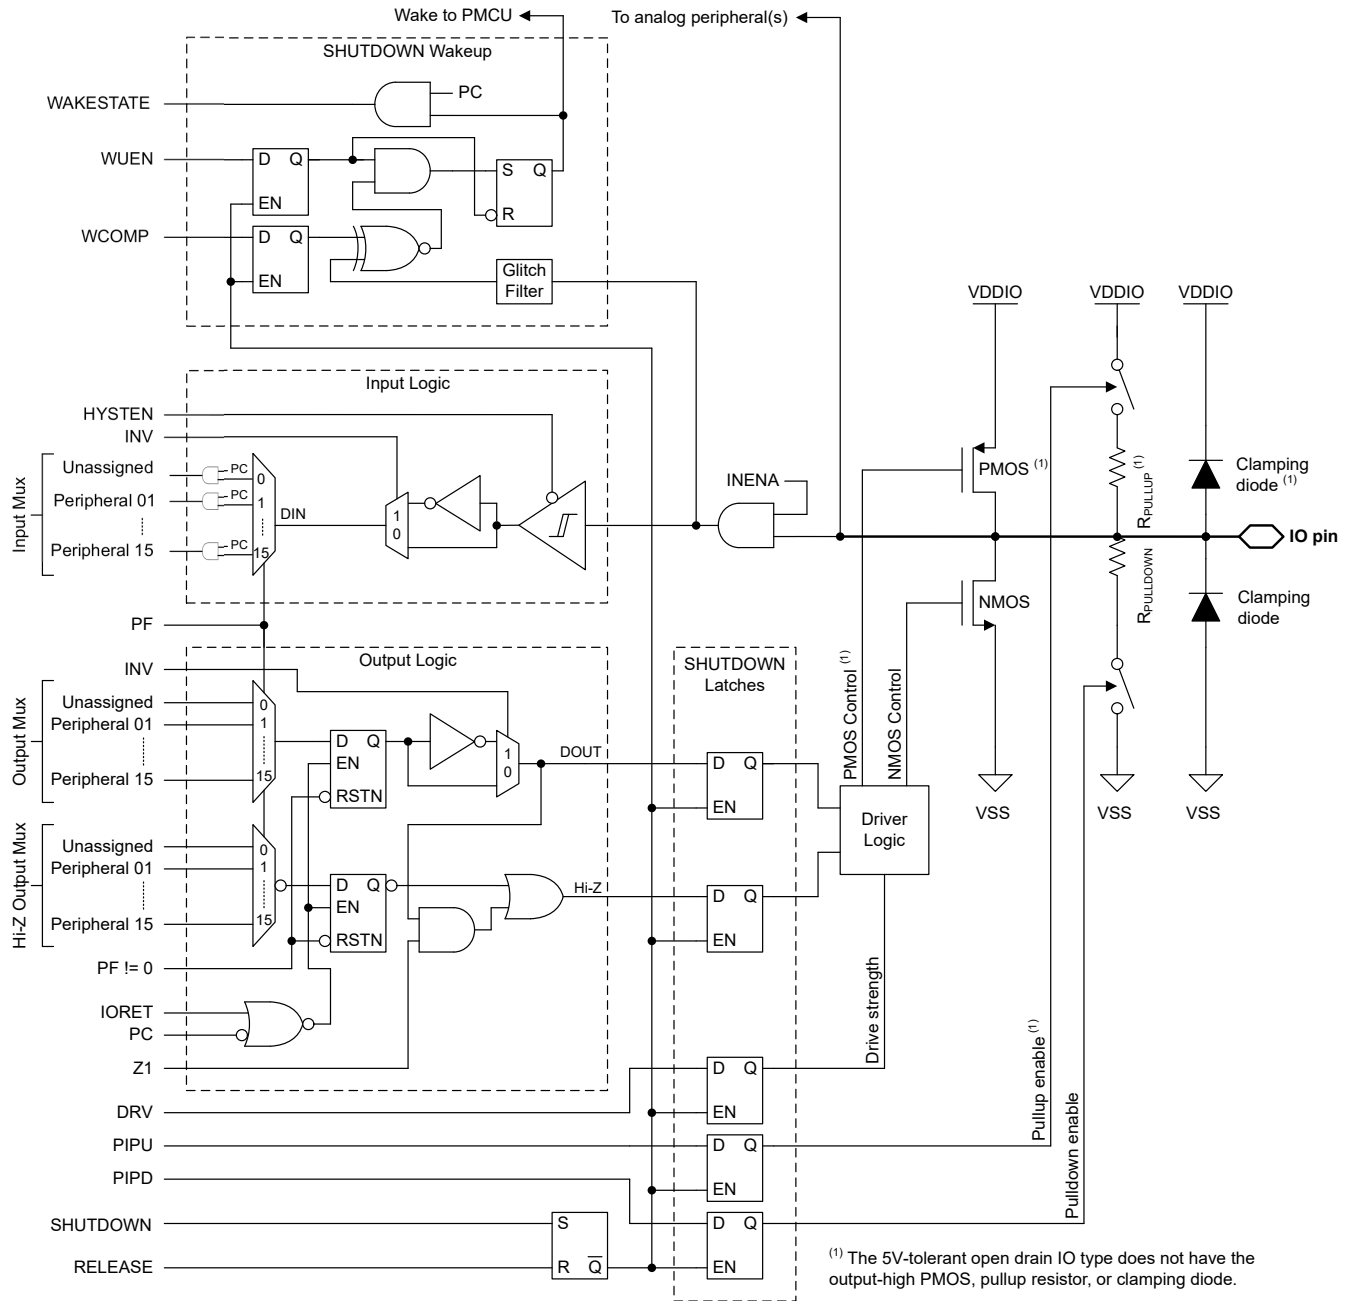 Wake to PMCU
To analog peripheral(s)
SHUTDOWN Wakeup
WAKESTATE
PC
WUEN
D Q
EN
S Q
R
WCOMP
D Q
EN
Glitch
Filter
VDDIO
VDDIO
VDDIO
Input Logic
HYSTEN
INV
Input Mux
Unassigned
Peripheral 01
Peripheral 15
PC
PC
PC
0
1
15
DIN
1
0
INENA
PMOS (1)
RPULLUP (1)
Clamping
diode (1)
IO pin
RPULLDOWN
NMOS
Clamping
diode
PF
INV
Output Logic
SHUTDOWN
Latches
PMOS Control (1)
NMOS Control
Output Mux
Unassigned
Peripheral 01
Peripheral 15
0
1
15
D Q
EN
RSTN
1
0
DOUT
D Q
EN
Driver
Logic
VSS
VSS
VSS
Hi-Z Output Mux
Unassigned
Peripheral 01
Peripheral 15
0
1
15
D Q
EN
RSTN
Hi-Z
D Q
EN
PF != 0
IORET
PC
Z1
Drive strength
Pullup enable (1)
Pulldown enable
DRV
D Q
EN
PIPU
D Q
EN
PIPD
SHUTDOWN
RELEASE
S
R Q̅
D Q
EN
(1) The 5V-tolerant open drain IO type does not have the
output-high PMOS, pullup resistor, or clamping diode.